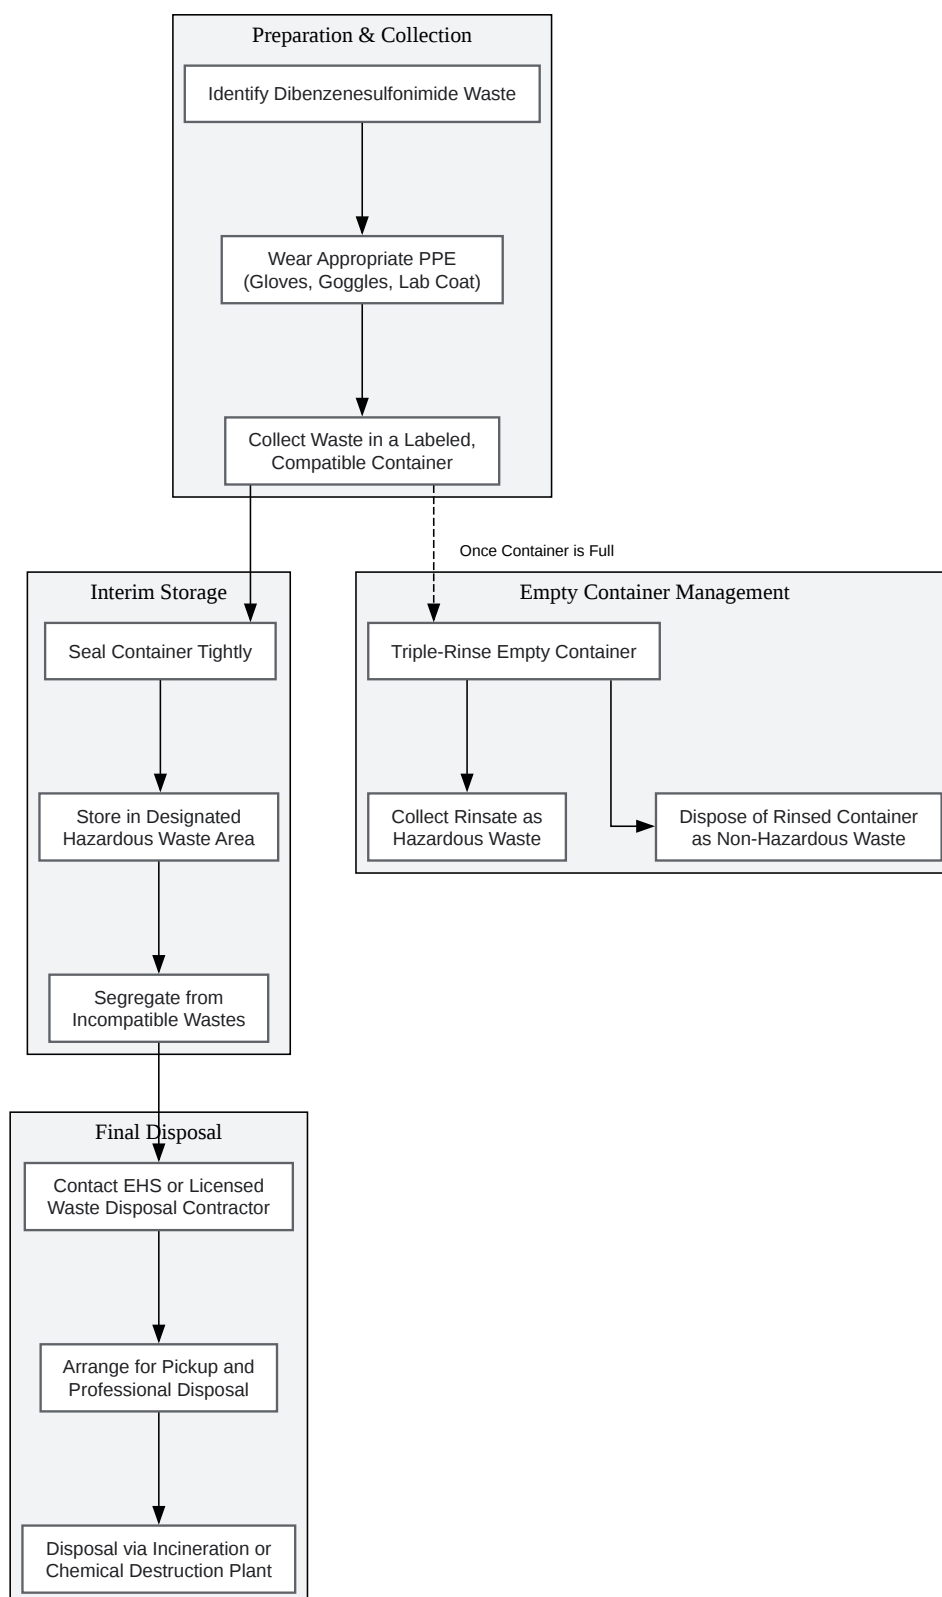 Preparation & Collection
Identify Dibenzenesulfonimide Waste
Wear Appropriate PPE
(Gloves, Goggles, Lab Coat)
Collect Waste in a Labeled,
Compatible Container
Once Container is Full
Interim Storage
Seal Container Tightly
Store in Designated
Hazardous Waste Area
Segregate from
Incompatible Wastes
Empty Container Management
Triple-Rinse Empty Container
Collect Rinsate as
Hazardous Waste
Dispose of Rinsed Container
as Non-Hazardous Waste
Final Disposal
Contact EHS or Licensed
Waste Disposal Contractor
Arrange for Pickup and
Professional Disposal
Disposal via Incineration or
Chemical Destruction Plant